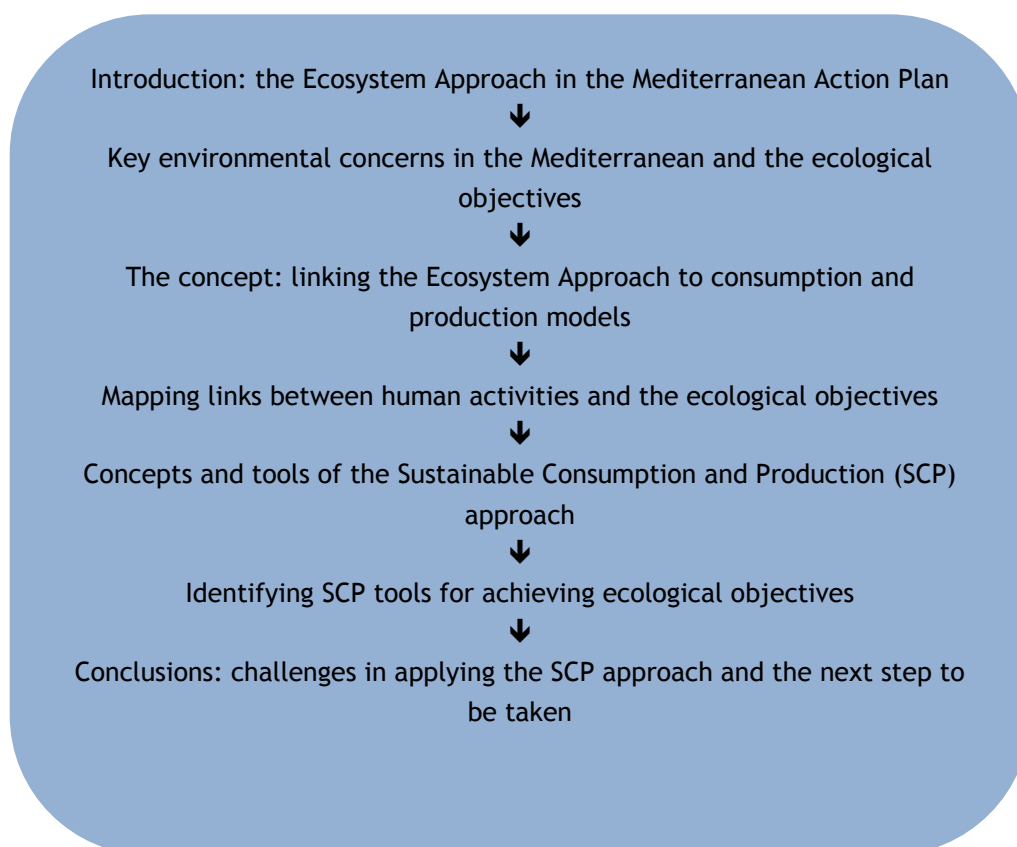 Introduction: the Ecosystem Approach in the Mediterranean Action Plan
🡻
Key environmental concerns in the Mediterranean and the ecological
objectives
🡻
The concept: linking the Ecosystem Approach to consumption and
production models
🡻
Mapping links between human activities and the ecological objectives
🡻
Concepts and tools of the Sustainable Consumption and Production (SCP)
approach
🡻
Identifying SCP tools for achieving ecological objectives
🡻
Conclusions: challenges in applying the SCP approach and the next step to
be taken